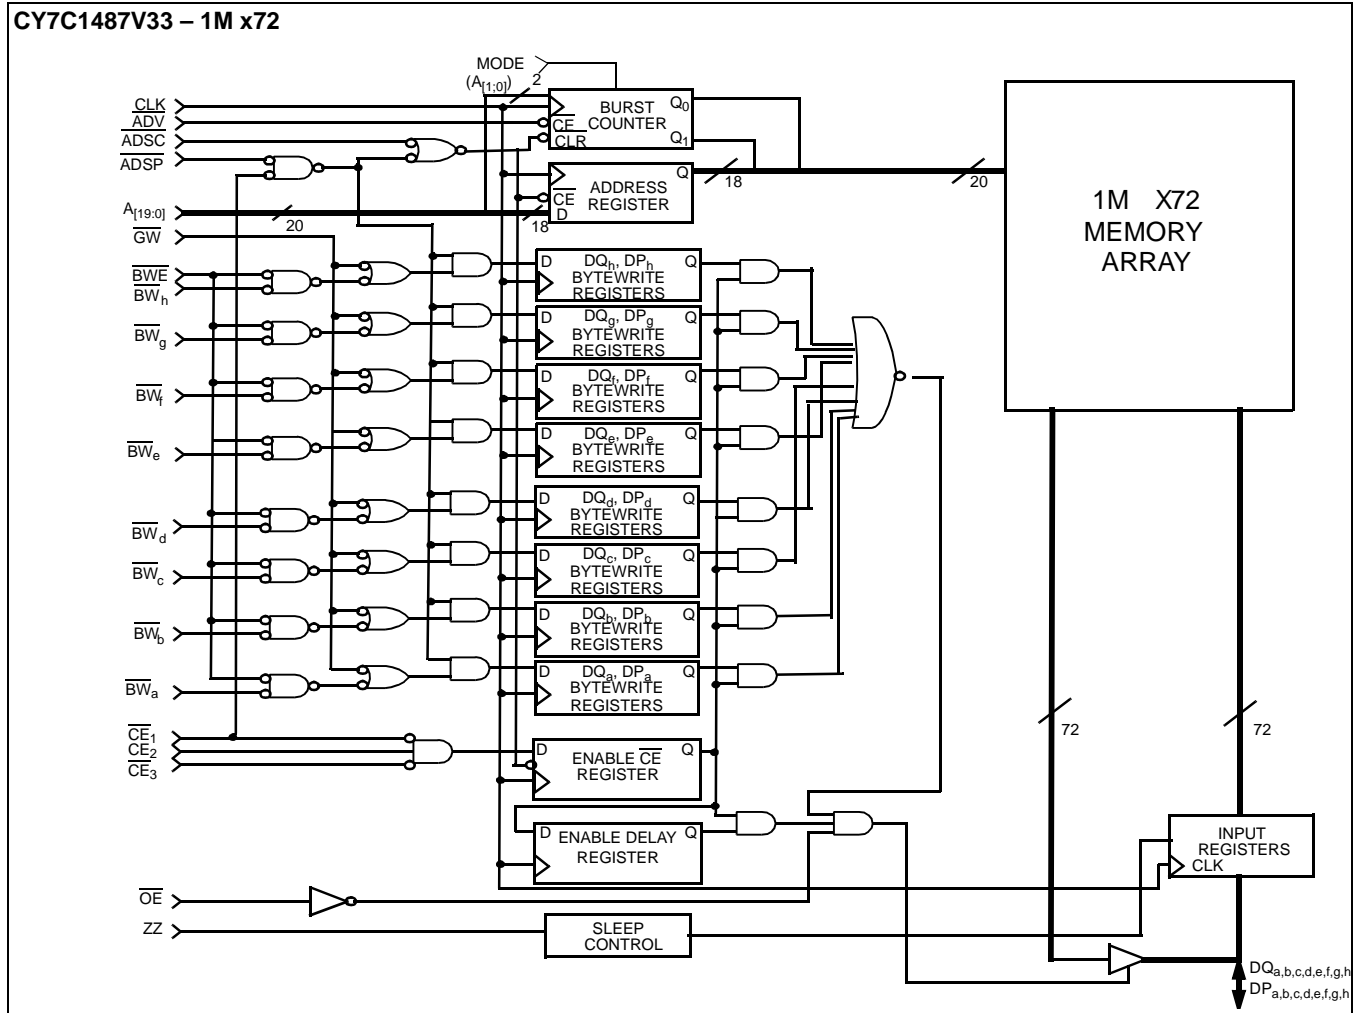 CY7C1487V33 – 1M x72
MODE
(A[1;0])
2
CLK
ADV
ADSC
ADSP
BURST
COUNTER
CE
CLR
Q0
Q1
A[19:0]
20
18
ADDRESS
REGISTER
CE
D
Q
18
20
1M X72
MEMORY
ARRAY
GW
BWE
BWh
D DQh, DPh Q
BYTEWRITE
REGISTERS
BWg
DQg, DPg Q
BYTEWRITE
REGISTERS
BWf
D DQf, DPf Q
BYTEWRITE
REGISTERS
BWe
D DQe, DPe Q
BYTEWRITE
REGISTERS
BWd
D DQd, DPd Q
BYTEWRITE
REGISTERS
BWc
D DQc, DPc Q
BYTEWRITE
REGISTERS
BWb
D DQb, DPb Q
BYTEWRITE
REGISTERS
BWa
D DQa, DPa Q
BYTEWRITE
REGISTERS
72
72
CE1
CE2
CE3
D ENABLE CE Q
REGISTER
D ENABLE DELAY Q
REGISTER
INPUT
REGISTERS
CLK
OE
ZZ
SLEEP
CONTROL
DQa,b,c,d,e,f,g,h
DPa,b,c,d,e,f,g,h